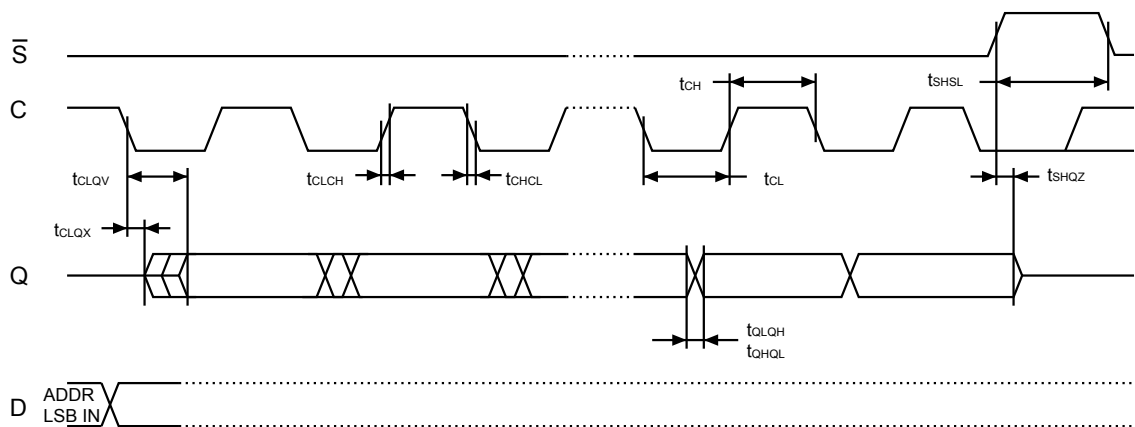 S̅
tCH
tSHSL
C
tCLQV
tCLCH
tCHCL
tCL
tSHQZ
tCLQX
Q
tQLQH
tQHQL
D
ADDR
LSB IN